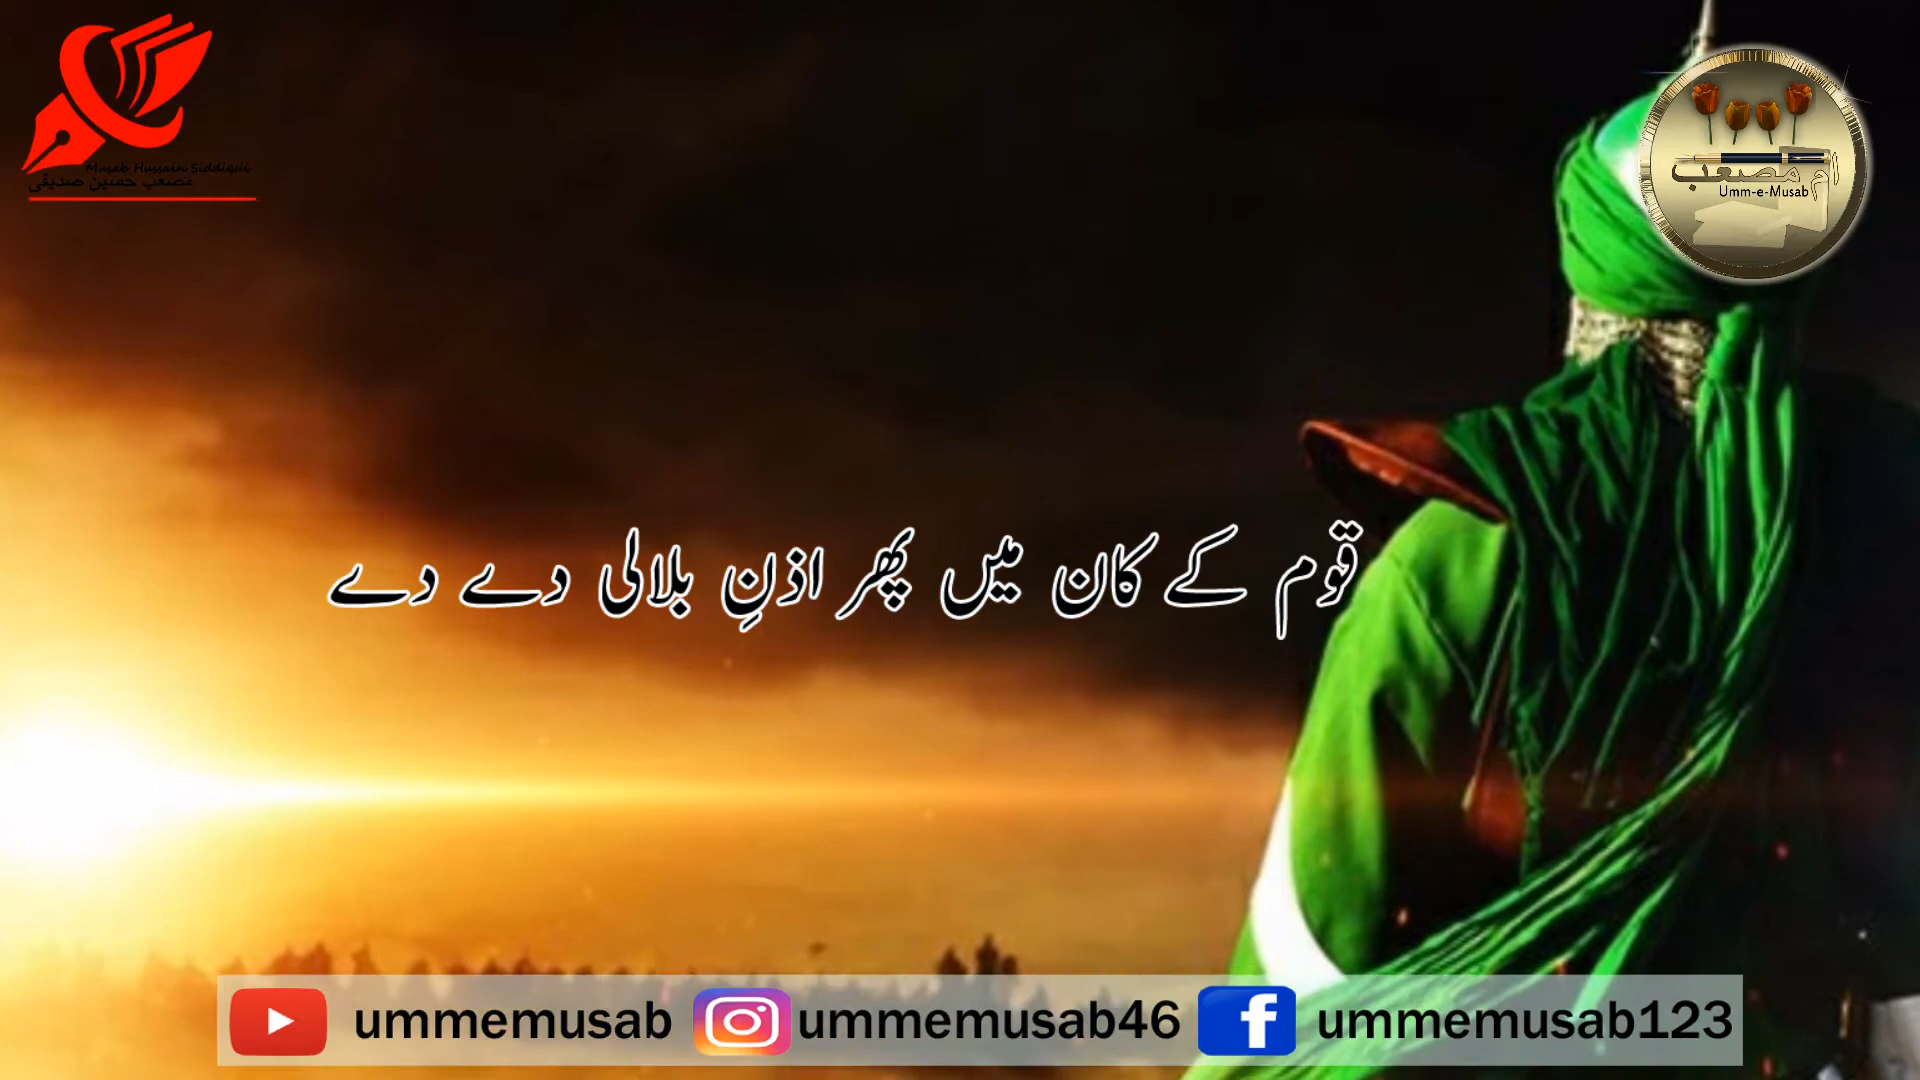 Musab Hussain Siddiqui
مصعب حسین صدیقی
ام مصعب
Umm-e-Musab
قوم کے کان میں پھر اذنِ بلالی دے دے
ummemusab
ummemusab46
ummemusab123